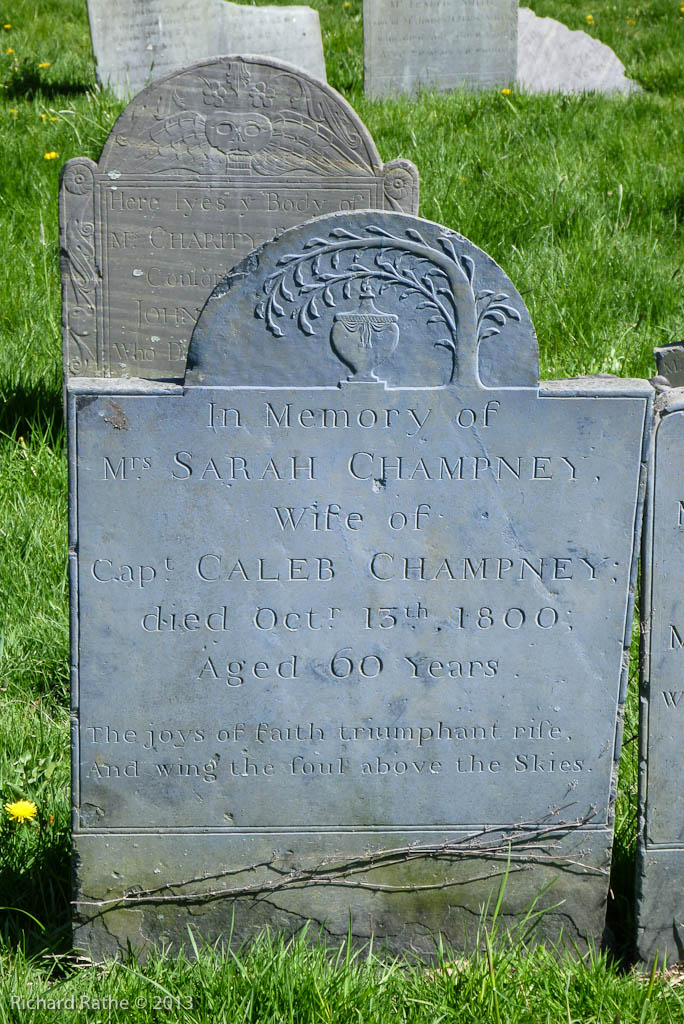 Here lyes y Body of
Mrs CHARITY
JOHN
Who
In Memory of
Mrs SARAH CHAMPNEY,
Wife of
Capt. CALEB CHAMPNEY;
died Octr. 13th, 1800;
Aged 60 Years.
The joys of faith triumphant rise,
And wing the soul above the Skies.
Richard Rathe © 2013